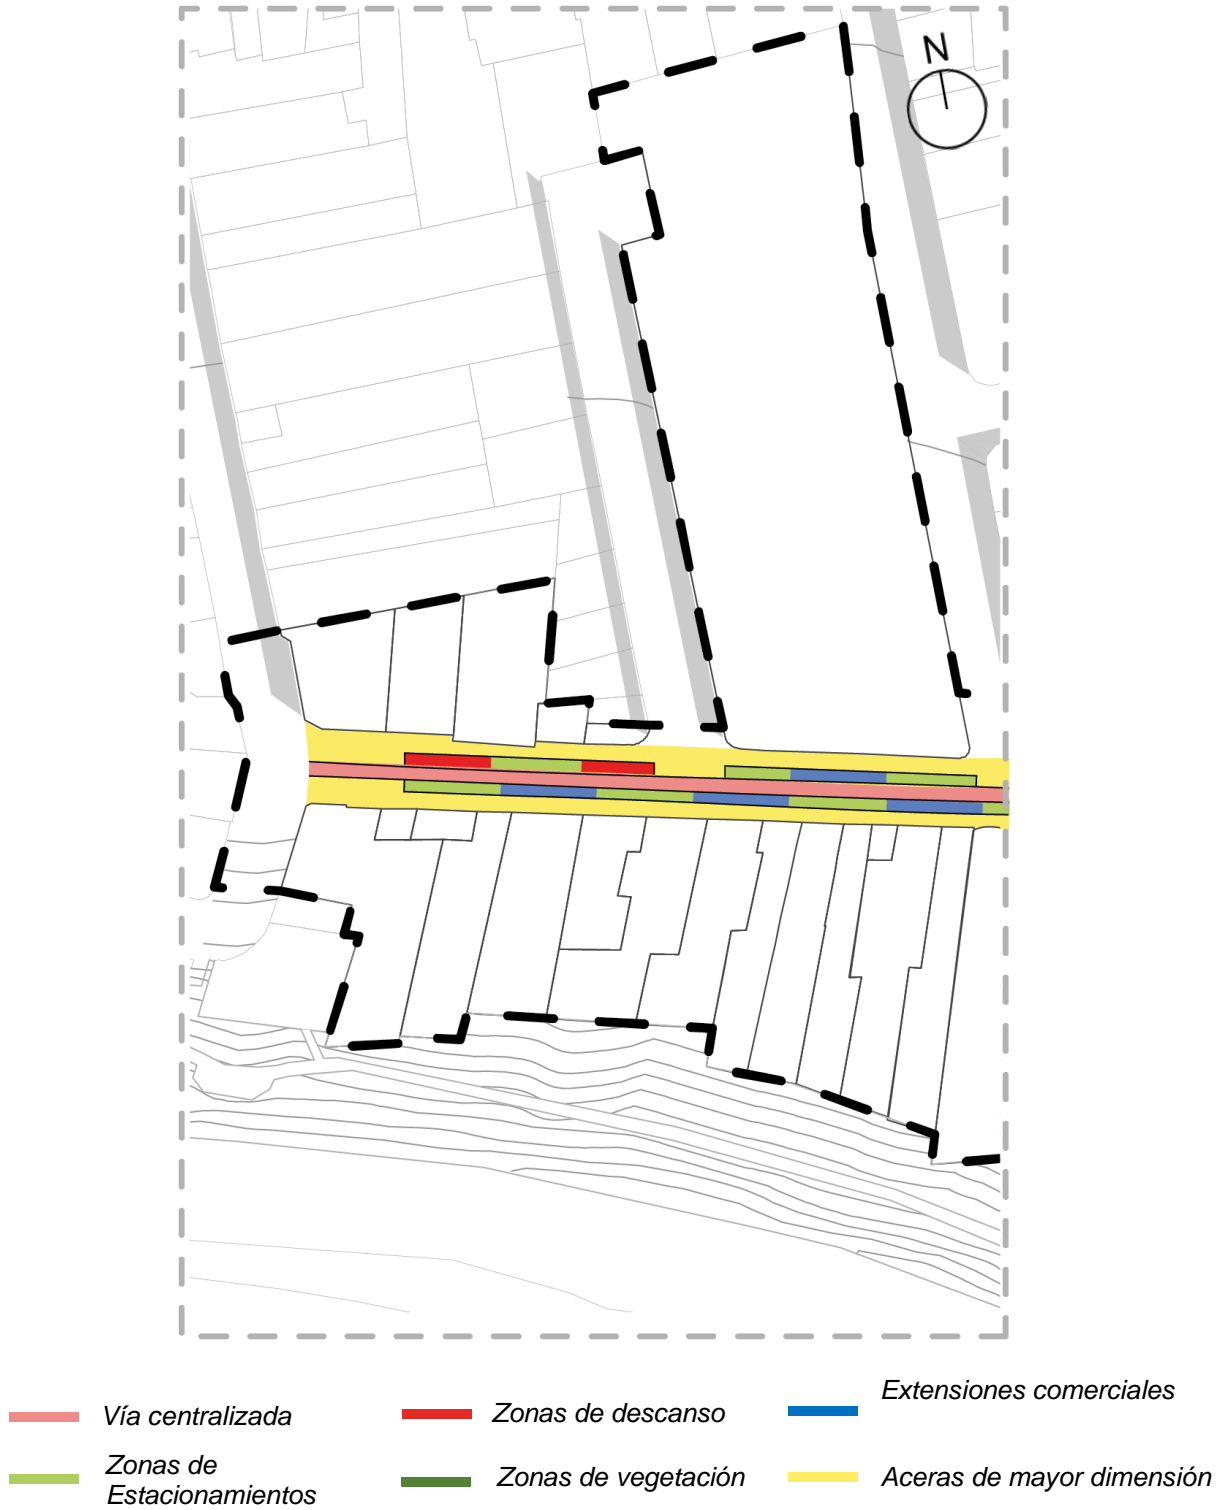 N
Vía centralizada
Zonas de descanso
Extensiones comerciales
Zonas de
Estacionamientos
Zonas de vegetación
Aceras de mayor dimensión